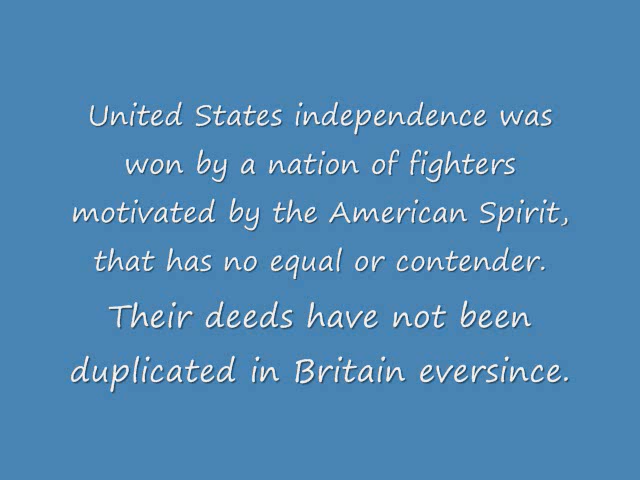 United States independence was
won by a nation of fighters
motivated by the American Spirit,
that has no equal or contender.
Their deeds have not been
duplicated in Britain eversince.